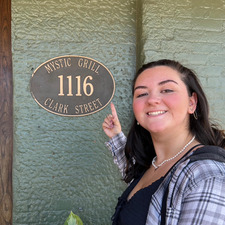 MYSTIC GRILL
1116
CLARK STREET